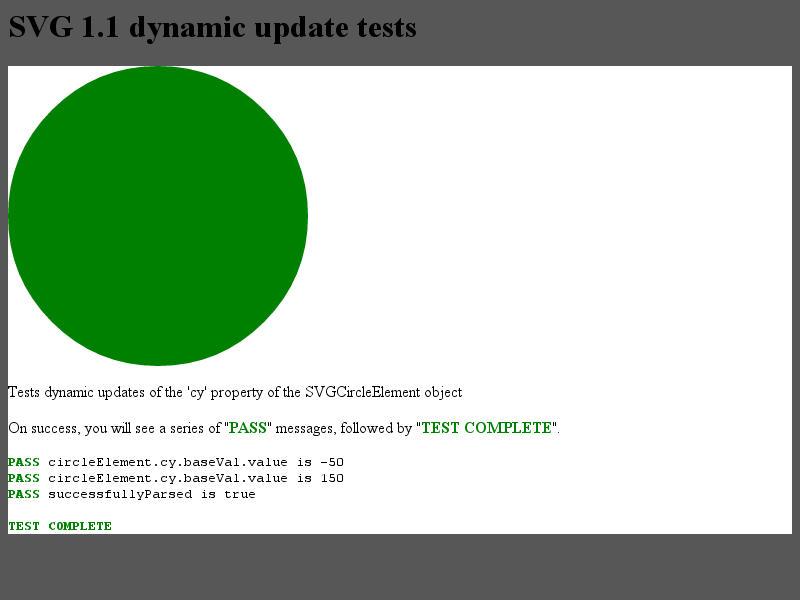 SVG 1.1 dynamic update tests
Tests dynamic updates of the 'cy' property of the SVGCircleElement object
On success, you will see a series of "PASS" messages, followed by "TEST COMPLETE".
PASS circleElement.cy.baseVal.value is -50
PASS circleElement.cy.baseVal.value is 150
PASS successfullyParsed is true
TEST COMPLETE